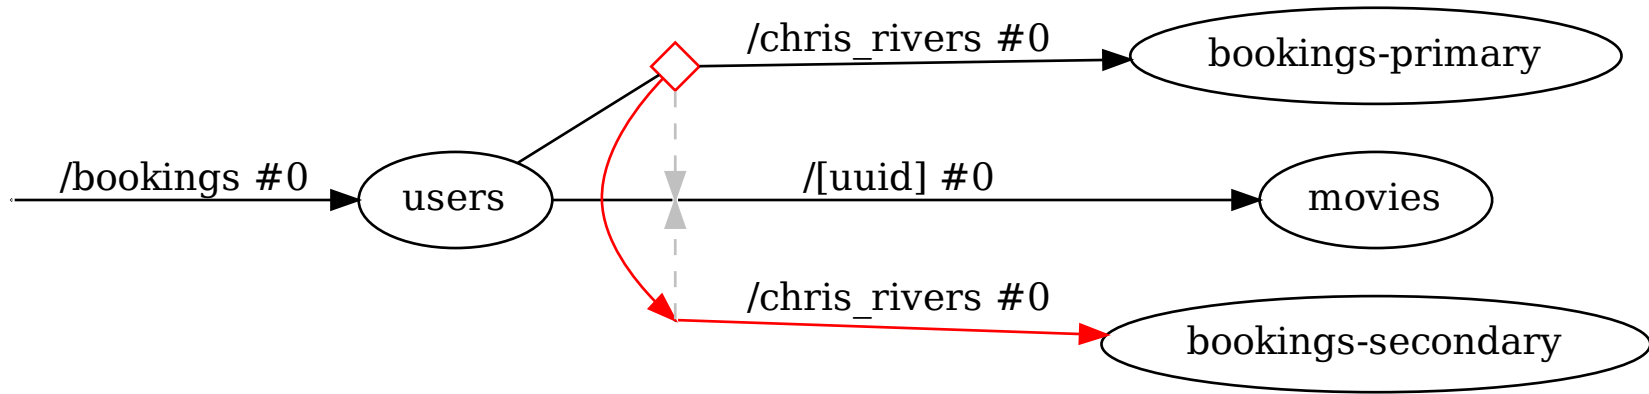 /chris_rivers #0
bookings-primary
/bookings #0
users
/[uuid] #0
movies
/chris_rivers #0
bookings-secondary